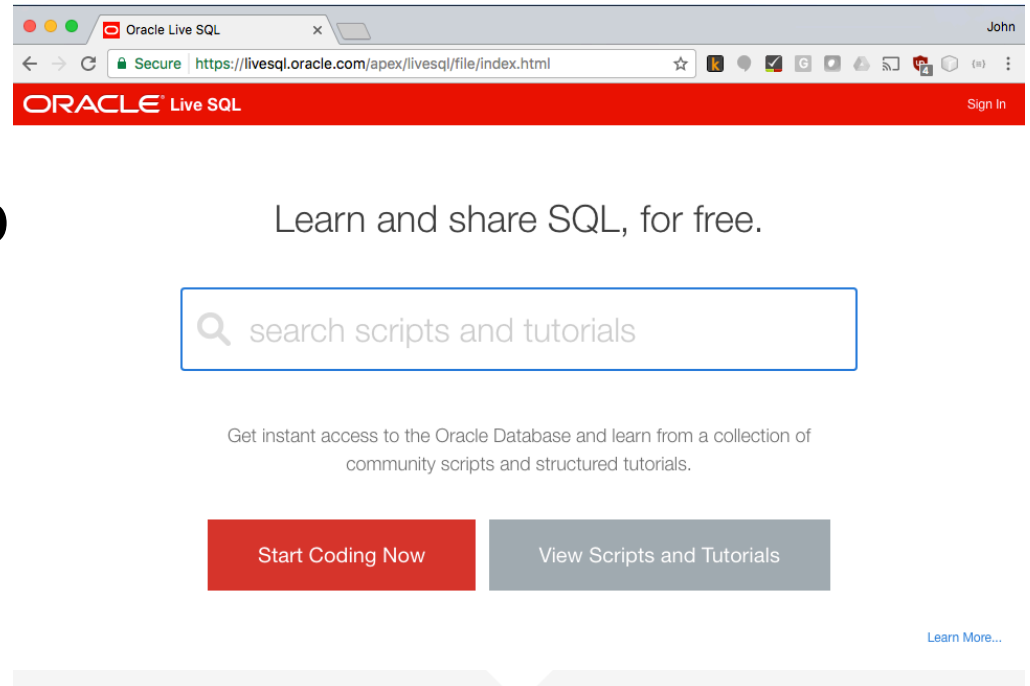 Oracle Live SQL
John
Secure https://livesql.oracle.com/apex/livesql/file/index.html
4
ORACLE Live SQL
Sign In
Learn and share SQL, for free.
search scripts and tutorials
Get instant access to the Oracle Database and learn from a collection of
community scripts and structured tutorials.
Start Coding Now
View Scripts and Tutorials
Learn More...